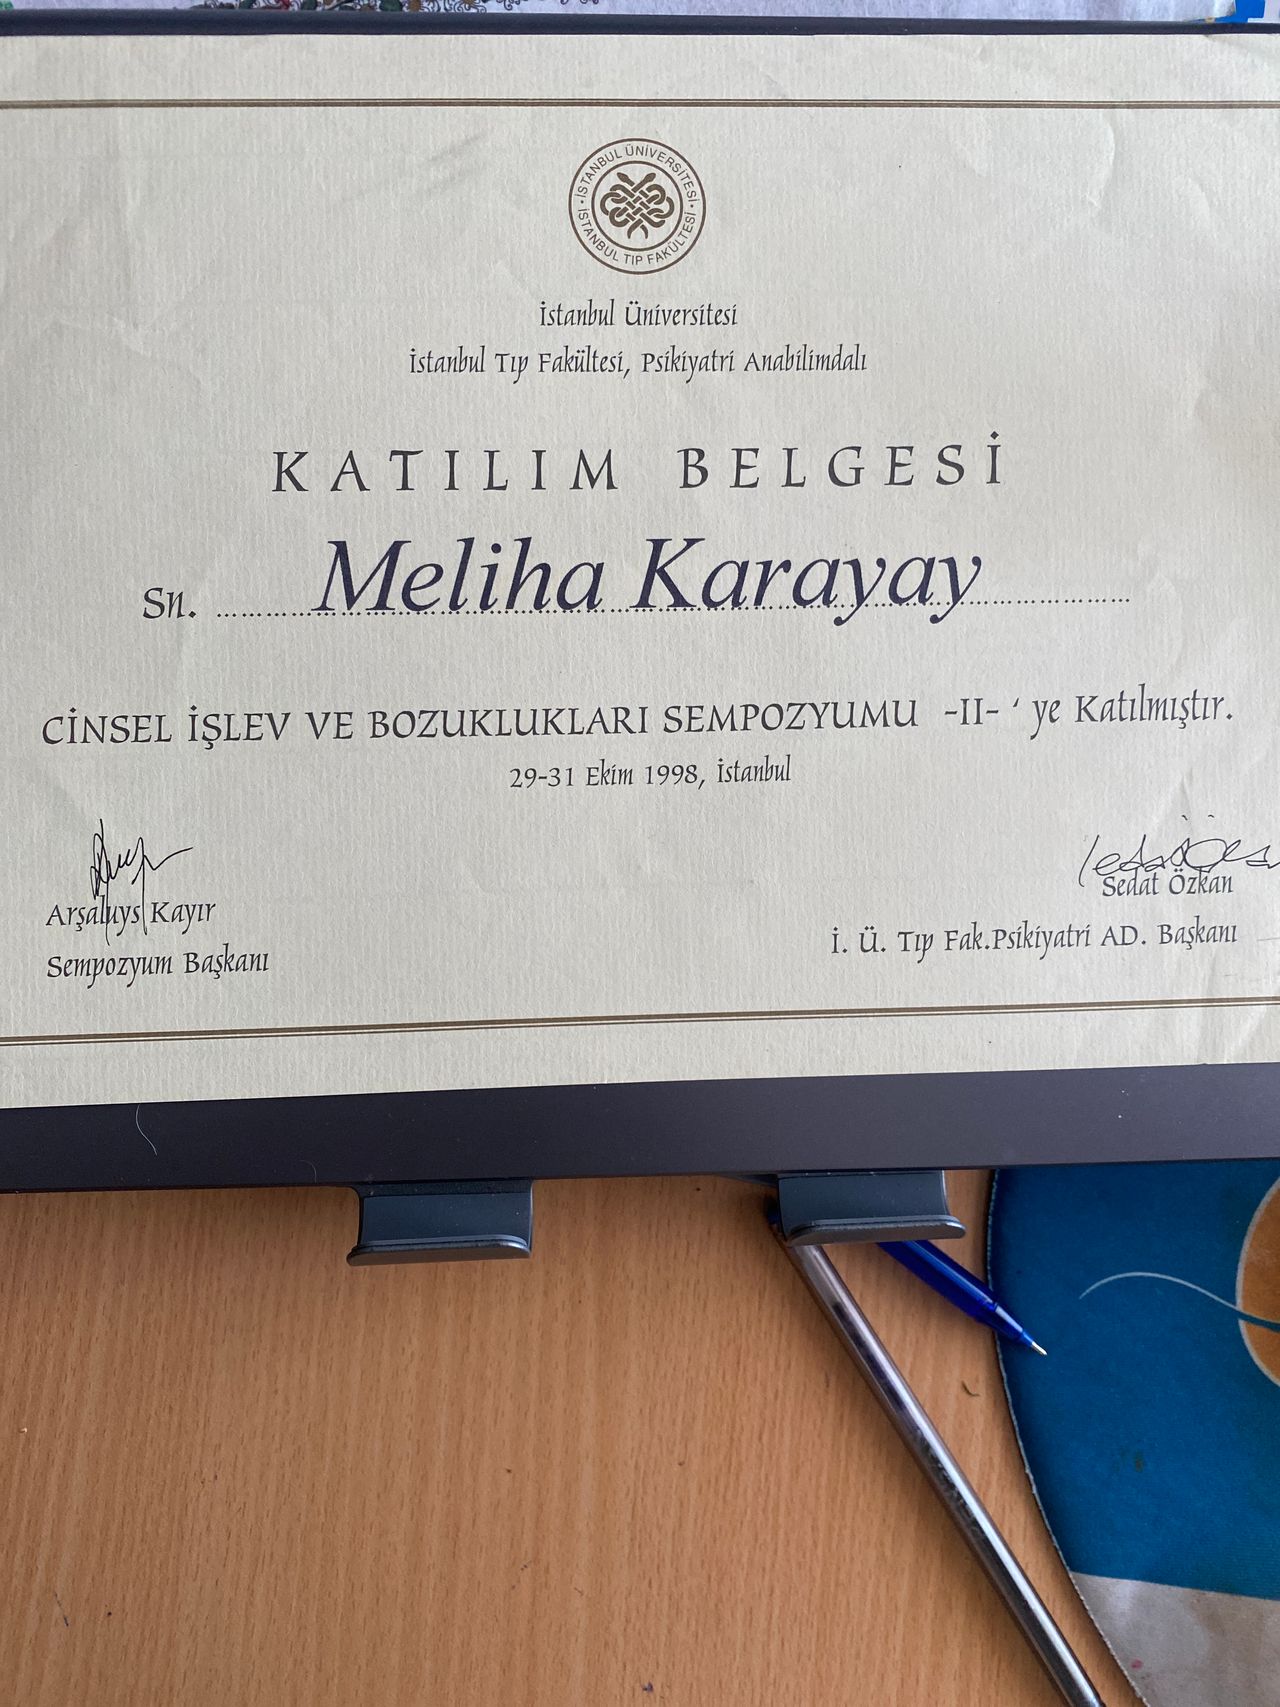 İSTANBUL ÜNİVERSİTESİ
İSTANBUL TIP FAKÜLTESİ
İstanbul Üniversitesi
İstanbul Tıp Fakültesi, Psikiyatri Anabilimdalı
KATILIM BELGESİ
Sn. Meliha Karayay
CİNSEL İŞLEV VE BOZUKLUKLARI SEMPOZYUMU -II- ' ye Katılmıştır.
29-31 Ekim 1998, İstanbul
Arşaluys Kayır
Sempozyum Başkanı
Sedat Özkan
İ. Ü. Tıp Fak.Psikiyatri AD. Başkanı